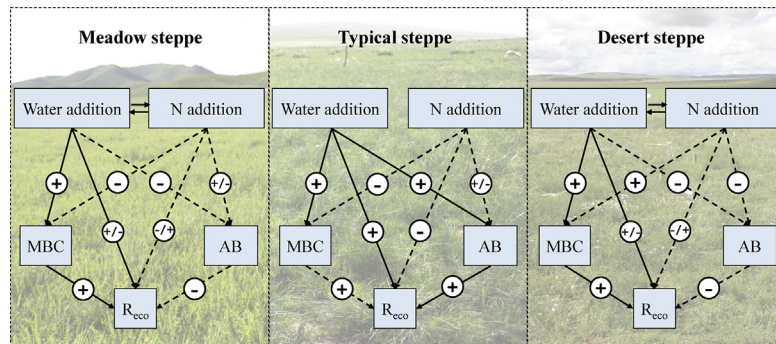 Meadow steppe
Water addition
N addition
+
-
-
+/-
+/-
-/+
MBC
AB
+
-
Reco
Typical steppe
Water addition
N addition
+
-
+
+/-
+
-
MBC
AB
+
+
Reco
Desert steppe
Water addition
N addition
+
+
-
-
+/-
-/+
MBC
AB
+
-
Reco